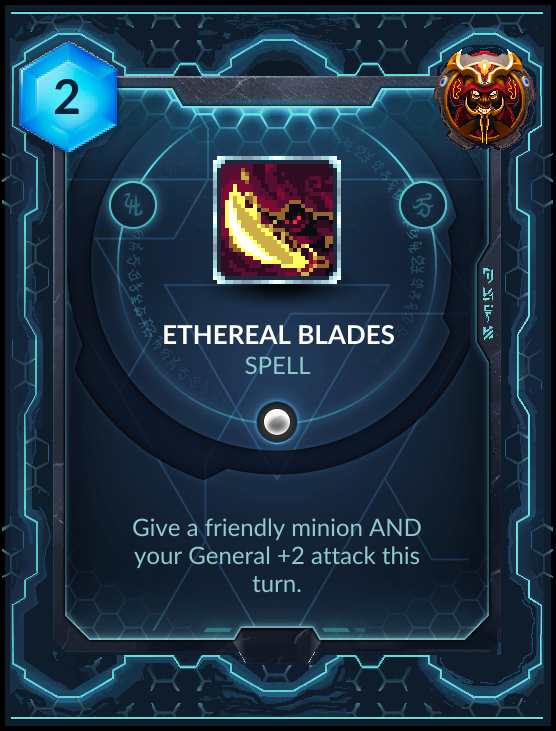 2
ETHEREAL BLADES
SPELL
Give a friendly minion AND
your General +2 attack this
turn.